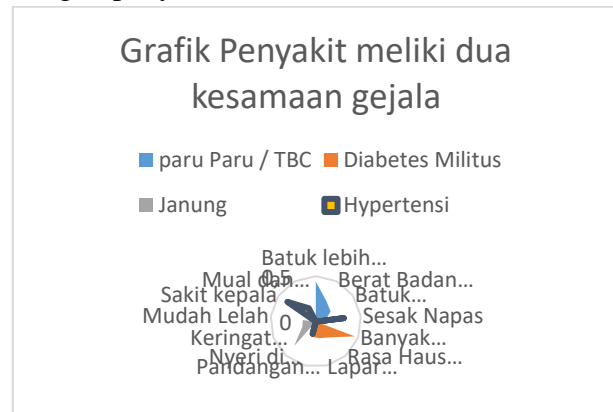 Grafik Penyakit meliki dua
kesamaan gejala
paru Paru / TBC Diabetes Militus
Janung Hypertensi
Batuk lebih...
Mual dan... 0,5 Berat Badan...
Sakit kepala Batuk...
Mudah Lelah 0 Sesak Napas
Keringat... Banyak...
Nyeri di... Rasa Haus...
Pandangan... Lapar...